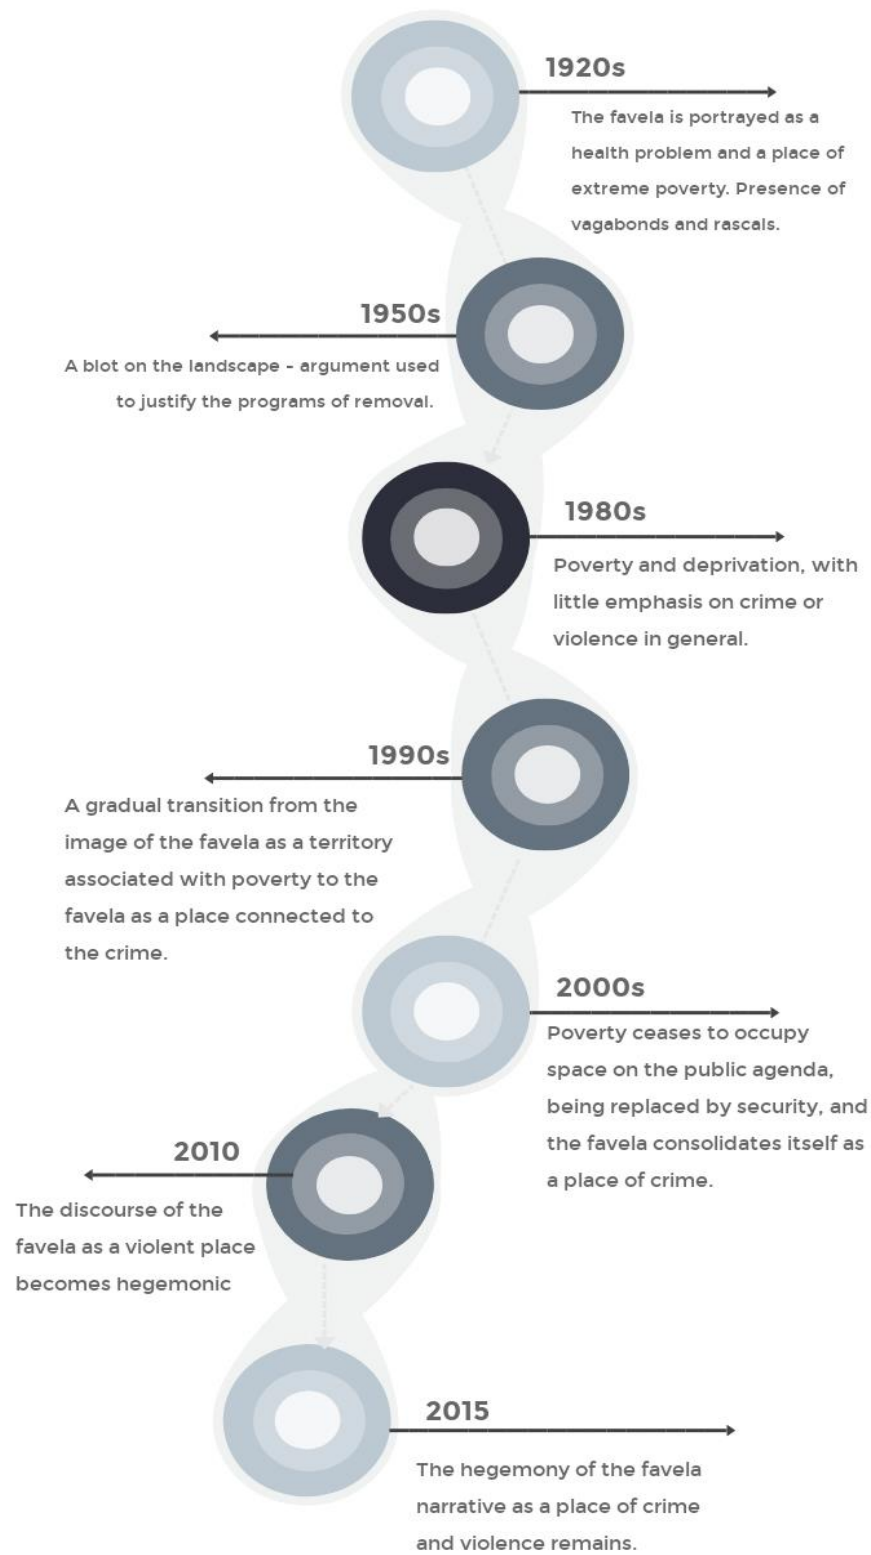 1920s
The favela is portrayed as a
health problem and a place of
extreme poverty. Presence of
vagabonds and rascals.
1950s
A blot on the landscape - argument used
to justify the programs of removal.
1980s
Poverty and deprivation, with
little emphasis on crime or
violence in general.
1990s
A gradual transition from the
image of the favela as a territory
associated with poverty to the
favela as a place connected to
the crime.
2000s
Poverty ceases to occupy
space on the public agenda,
being replaced by security, and
the favela consolidates itself as
a place of crime.
2010
The discourse of the
favela as a violent place
becomes hegemonic
2015
The hegemony of the favela
narrative as a place of crime
and violence remains.